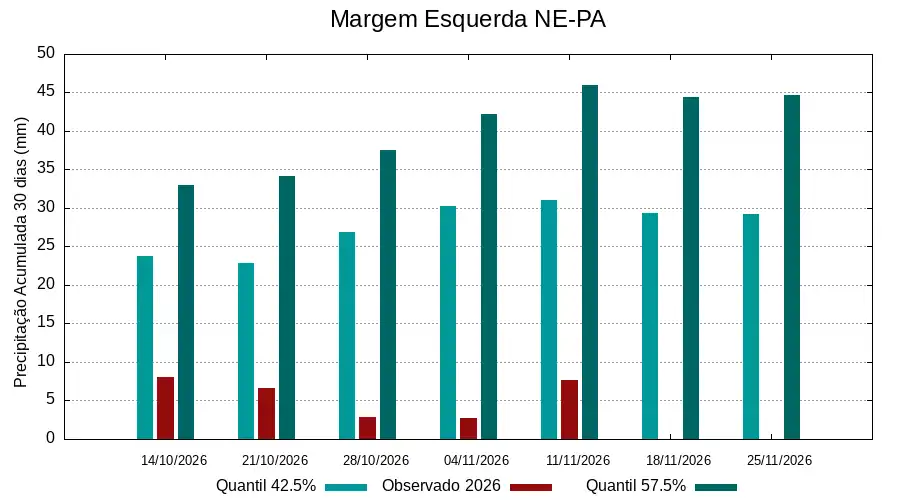 Margem Esquerda NE-PA
Precipitação Acumulada 30 dias (mm)
50
45
40
35
30
25
20
15
10
5
0
14/10/2026 21/10/2026 28/10/2026 04/11/2026 11/11/2026 18/11/2026 25/11/2026
Quantil 42.5% Observado 2026 Quantil 57.5%